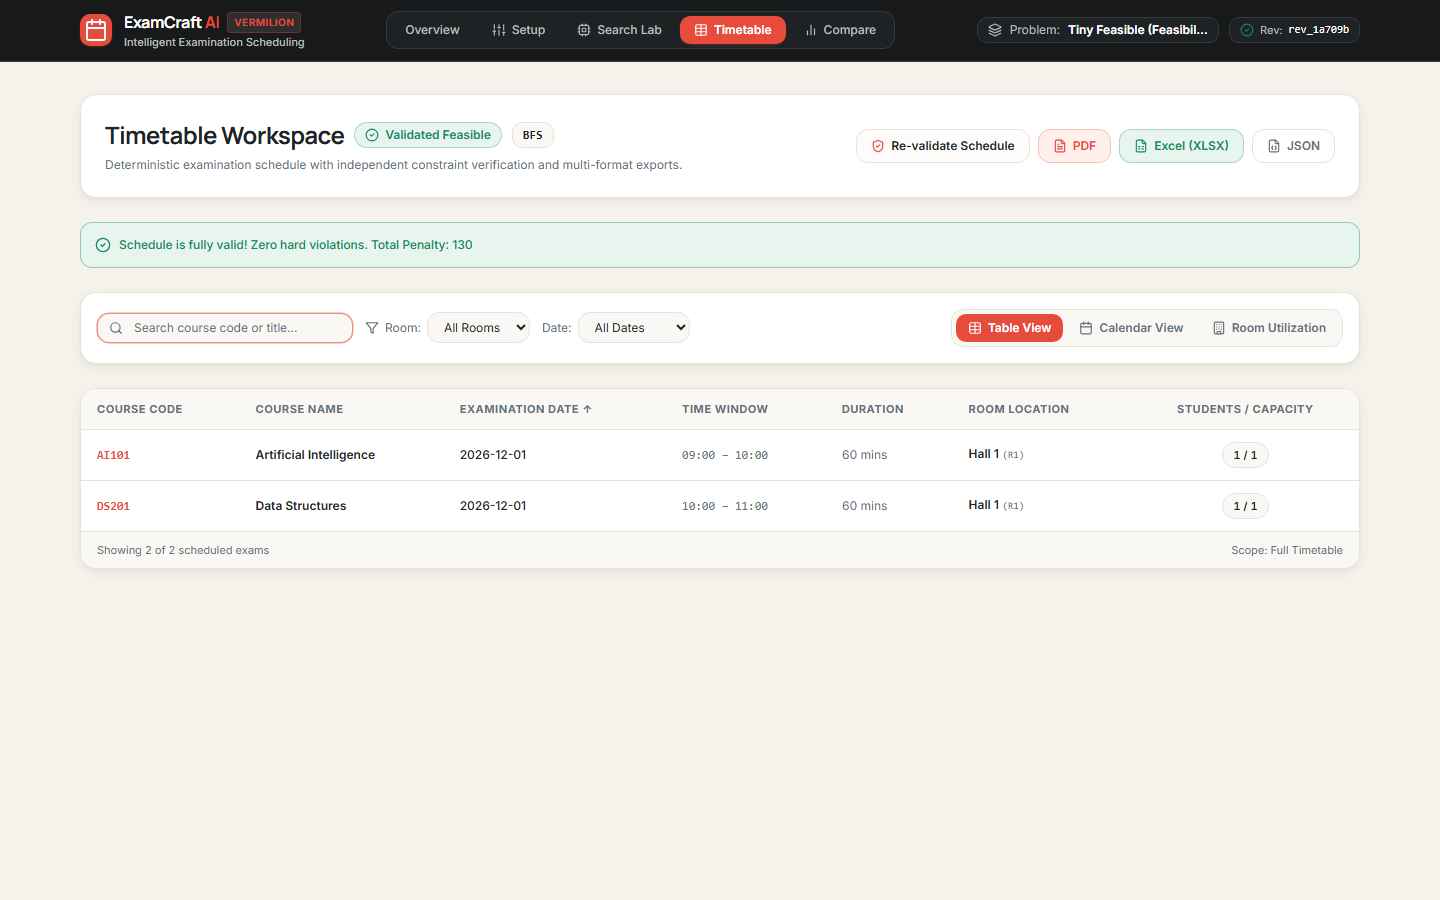 ExamCraft AI VERMILION
Intelligent Examination Scheduling
Overview Setup Search Lab Timetable Compare
Problem: Tiny Feasible (Feasibil... Rev: rev_1a709b
Timetable Workspace Validated Feasible BFS
Deterministic examination schedule with independent constraint verification and multi-format exports.
Re-validate Schedule PDF Excel (XLSX) JSON
Schedule is fully valid! Zero hard violations. Total Penalty: 130
Search course code or title... Room: All Rooms Date: All Dates Table View Calendar View Room Utilization
COURSE CODE COURSE NAME EXAMINATION DATE ↑ TIME WINDOW DURATION ROOM LOCATION STUDENTS / CAPACITY
AI101 Artificial Intelligence 2026-12-01 09:00 – 10:00 60 mins Hall 1 (R1) 1 / 1
DS201 Data Structures 2026-12-01 10:00 – 11:00 60 mins Hall 1 (R1) 1 / 1
Showing 2 of 2 scheduled exams Scope: Full Timetable